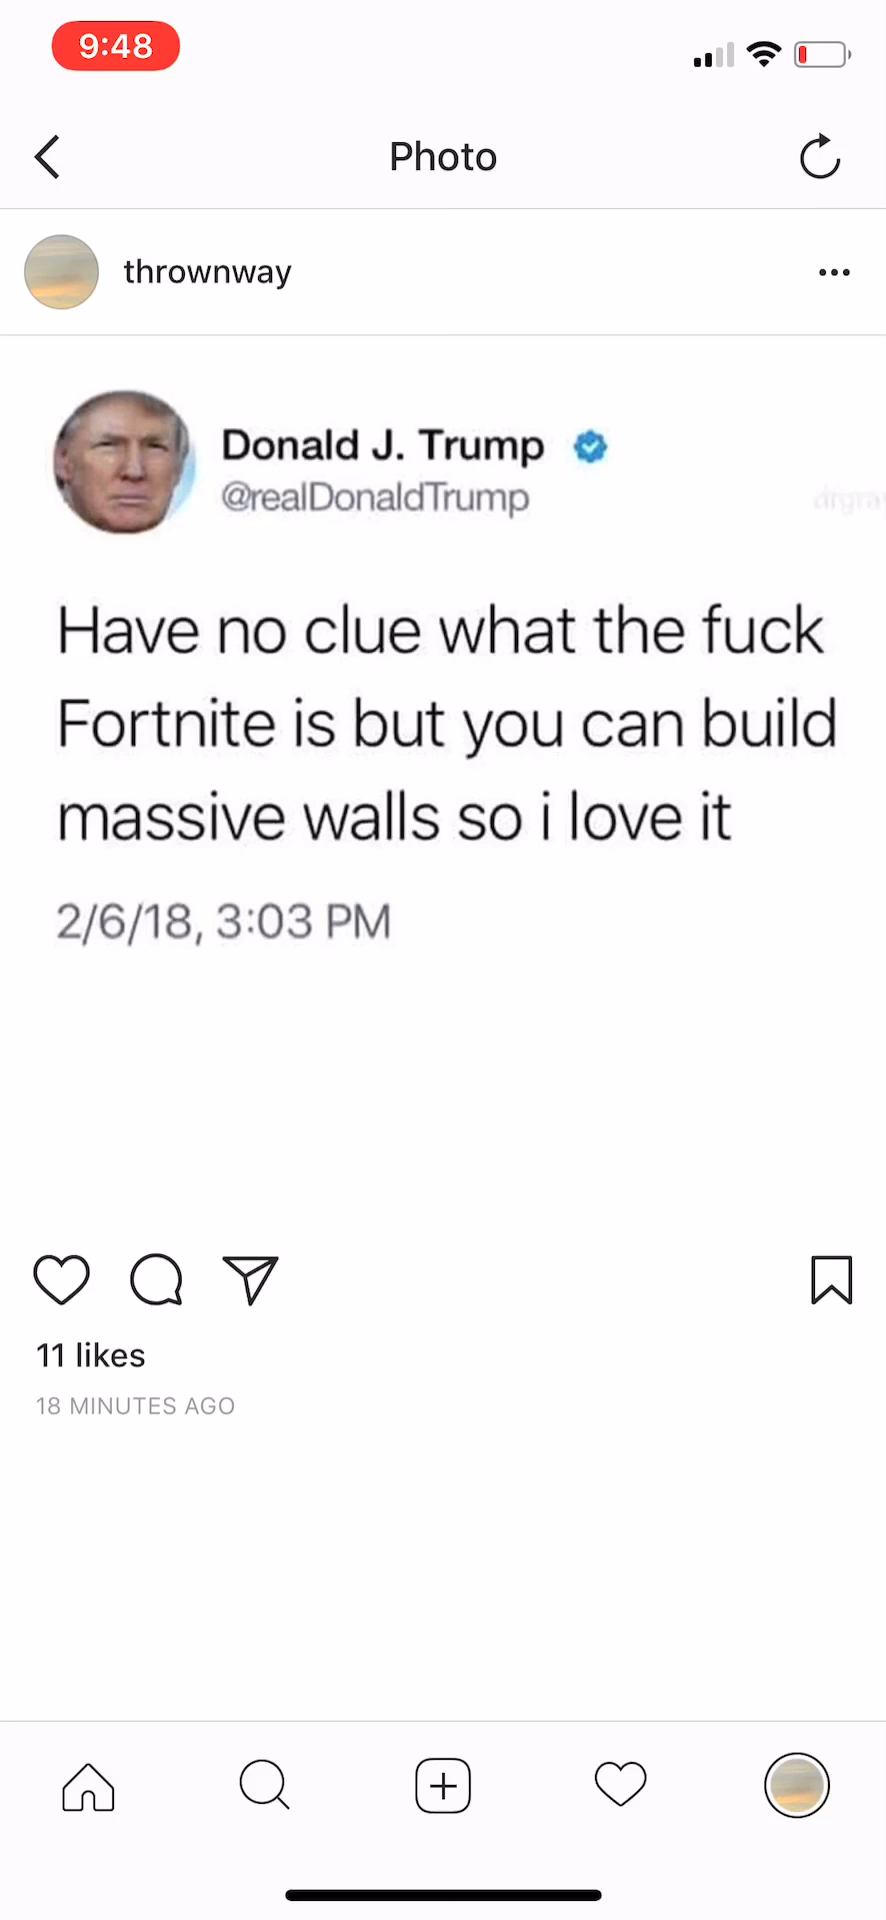 9:48
Photo
thrownway
Donald J. Trump
@realDonaldTrump
Have no clue what the fuck
Fortnite is but you can build
massive walls so i love it
2/6/18, 3:03 PM
11 likes
18 MINUTES AGO